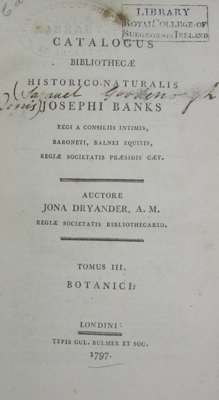 LIBRARY
ROYAL COLLEGE OF
SURGEONS IN IRELAND
CATALOGUS
BIBLIOTHECÆ
HISTORICO-NATURALIS
Samuel
JOSEPHI BANKS
REGI A CONSILIIS INTIMIS,
BARONETI, BALNEI EQUITIS,
REGIÆ SOCIETATIS PRÆSIDIS CÆT.
AUCTORE
JONA DRYANDER, A. M.
REGIÆ SOCIETATIS BIBLIOTHECARIO.
TOMUS III.
BOTANICI.
LONDINI:
TYPIS GUL. BULMER ET SOC.
1797.